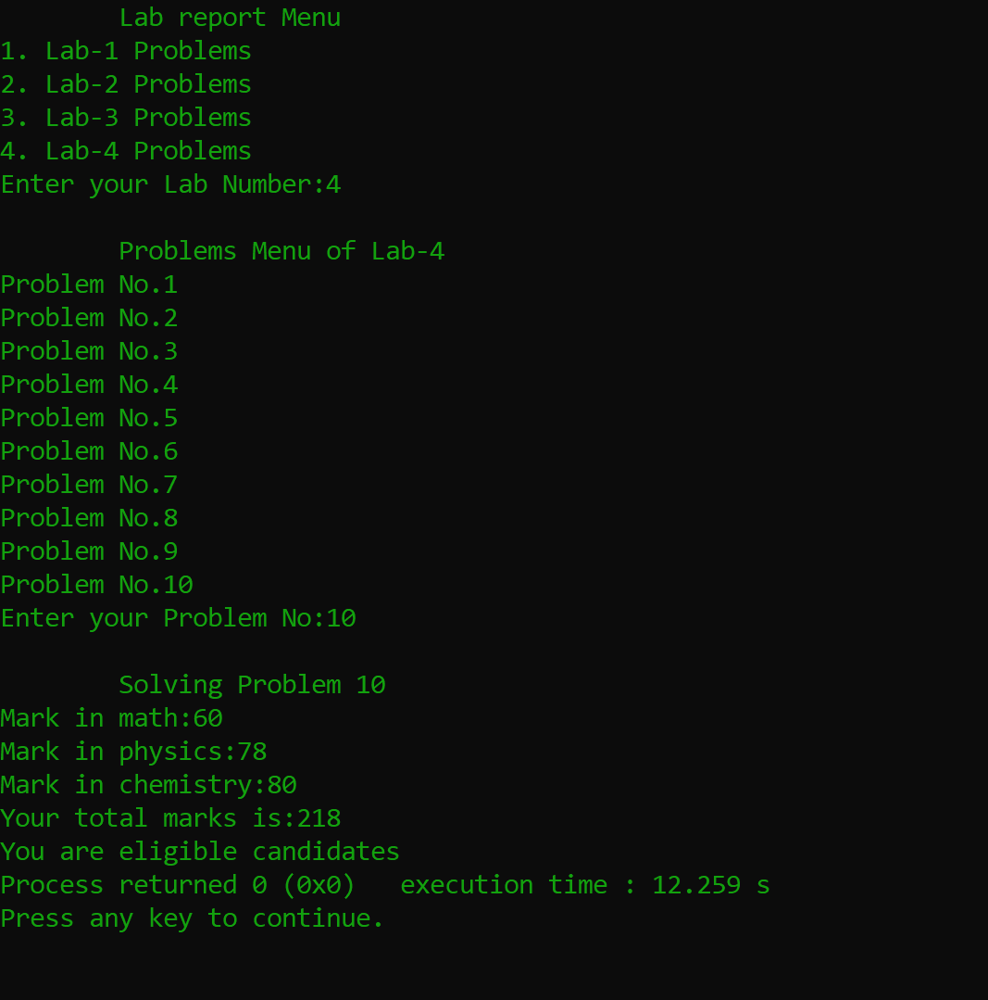 Lab report Menu
1. Lab-1 Problems
2. Lab-2 Problems
3. Lab-3 Problems
4. Lab-4 Problems
Enter your Lab Number:4
Problems Menu of Lab-4
Problem No.1
Problem No.2
Problem No.3
Problem No.4
Problem No.5
Problem No.6
Problem No.7
Problem No.8
Problem No.9
Problem No.10
Enter your Problem No:10
Solving Problem 10
Mark in math:60
Mark in physics:78
Mark in chemistry:80
Your total marks is:218
You are eligible candidates
Process returned 0 (0x0)   execution time : 12.259 s
Press any key to continue.